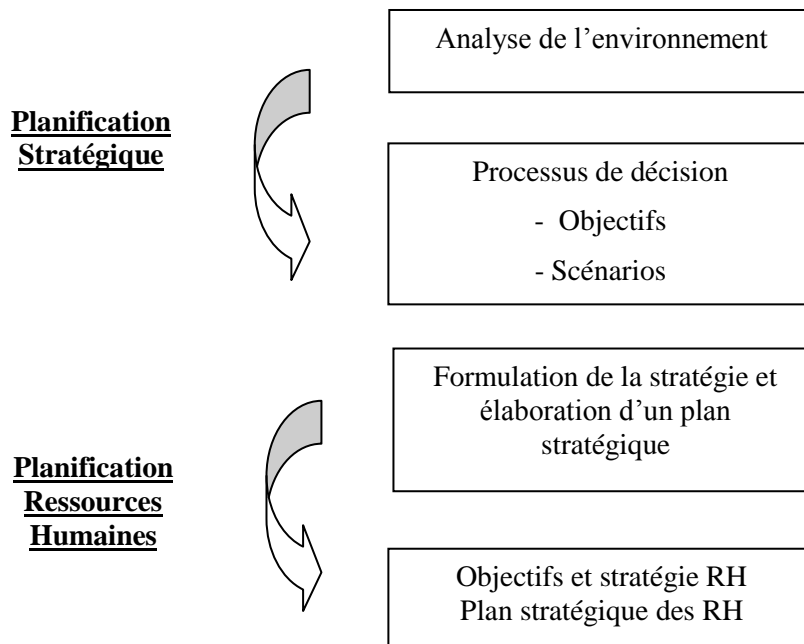 Analyse de l’environnement
Planification
Stratégique
Processus de décision
- Objectifs
- Scénarios
Formulation de la stratégie et
élaboration d’un plan
stratégique
Planification
Ressources
Humaines
Objectifs et stratégie RH
Plan stratégique des RH